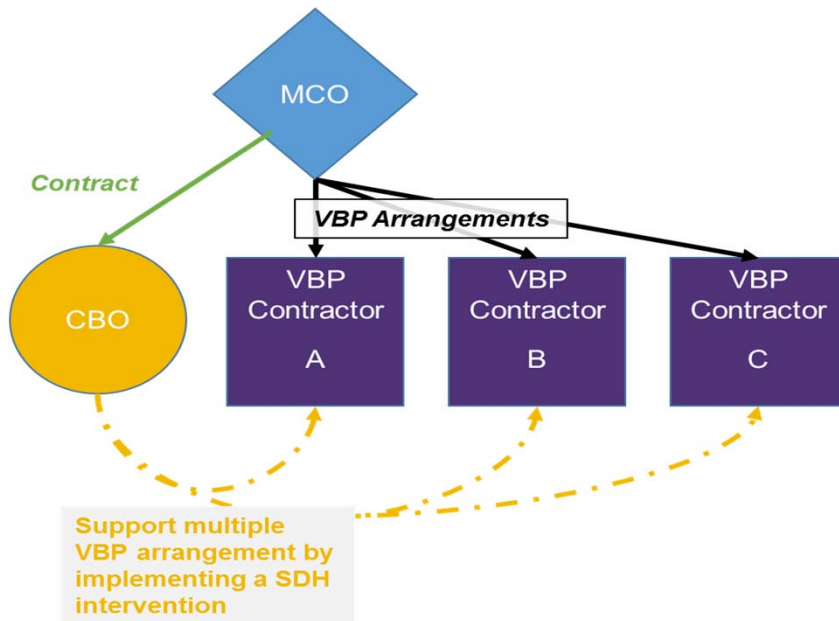 MCO
Contract
VBP Arrangements
CBO
VBP
Contractor
A
VBP
Contractor
B
VBP
Contractor
C
Support multiple
VBP arrangement by
implementing a SDH
intervention